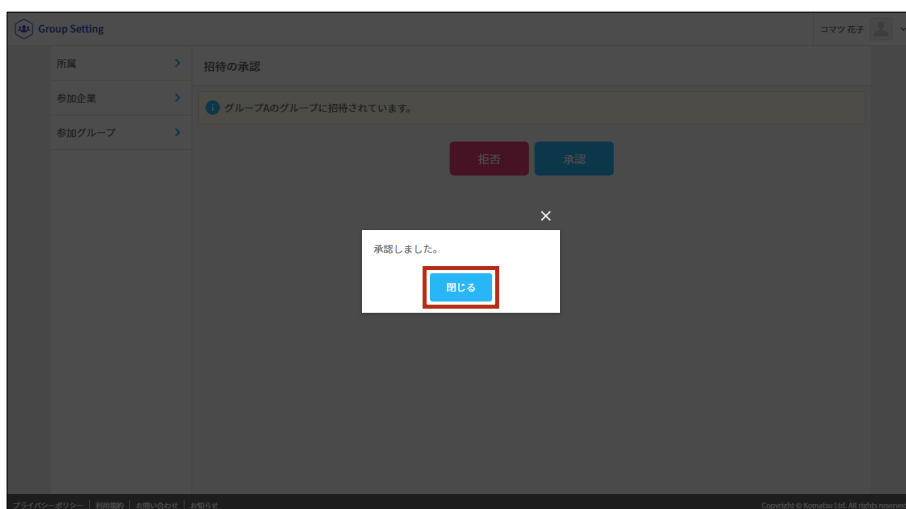 Group Setting
コマツ 花子
所属
参加企業
参加グループ
招待の承認
グループAのグループに招待されています。
拒否
承認
承認しました。
閉じる
プライバシーポリシー
利用規約
お問い合わせ
お知らせ
Copyright © Komatsu Ltd. All rights reserved